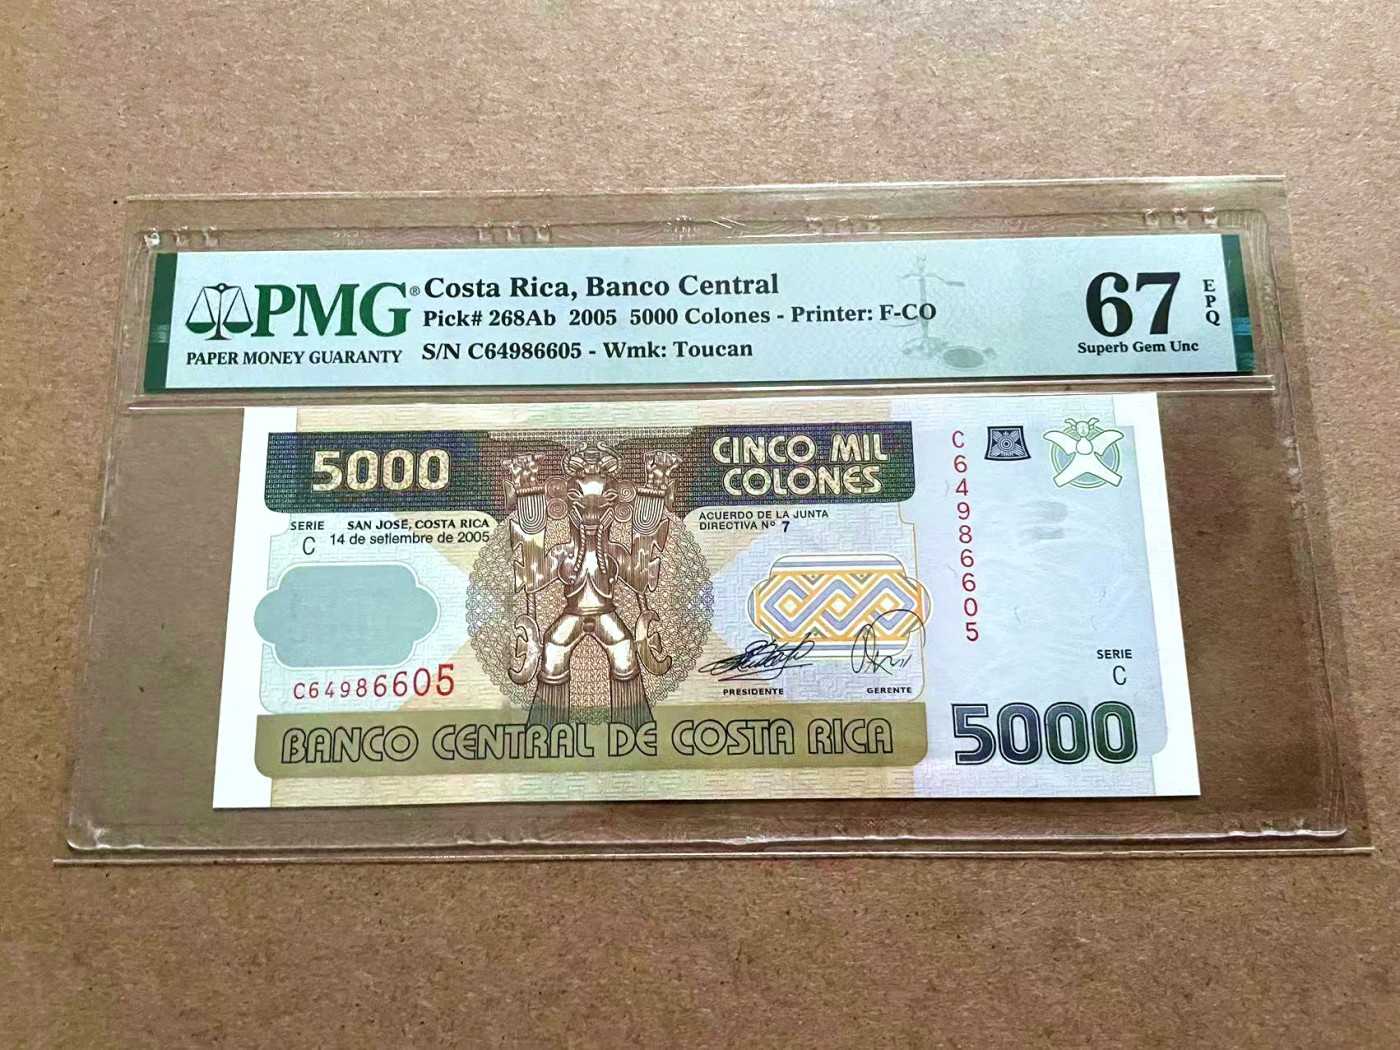 PMG®
PAPER MONEY GUARANTY
Costa Rica, Banco Central
Pick# 268Ab 2005 5000 Colones - Printer: F-CO
S/N C64986605 - Wmk: Toucan
67
EPQ
Superb Gem Unc
5000
CINCO MIL
COLONES
SERIE
C
SAN JOSÉ, COSTA RICA
14 de setiembre de 2005
ACUERDO DE LA JUNTA
DIRECTIVA Nº 7
C64986605
C64986605
PRESIDENTE
GERENTE
SERIE
C
BANCO CENTRAL DE COSTA RICA
5000